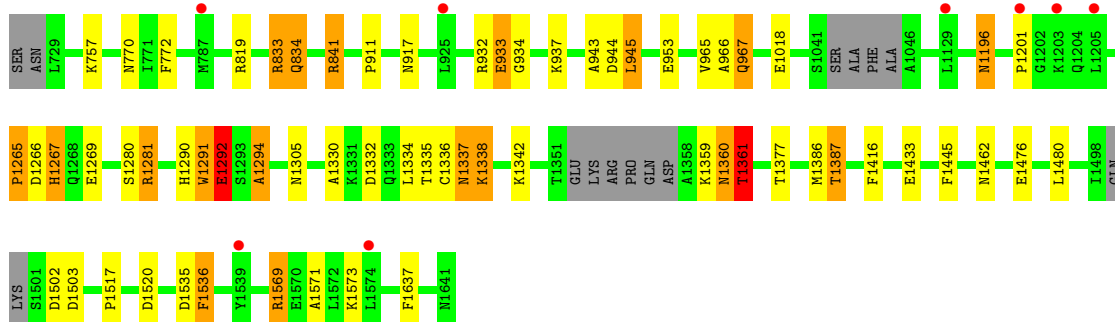 SER ASN L729 K757 N770 I771 F772 M787 R819 R833 Q834 R841 P911 N917 L925 R932 E933 G934 K937 A943 D944 L945 E953 V965 A966 Q967 E1018 S1041 SER ALA PHE ALA A1046 L1129 N1196 P1201 G1202 K1203 Q1204 L1205
P1265 D1266 H1267 Q1268 E1269 S1280 R1281 H1290 W1291 E1292 S1293 A1294 N1305 A1330 K1331 D1332 Q1333 L1334 T1335 C1336 N1337 K1338 K1342 T1351 GLU LYS ARG PRO GLN ASP A1358 K1359 N1360 T1361 T1377 M1386 T1387 F1416 E1433 F1445 N1462 E1476 L1480 I1498 GLN
LYS S1501 D1502 D1503 P1517 D1520 D1535 F1536 Y1539 R1569 E1570 A1571 L1572 K1573 L1574 F1637 N1641